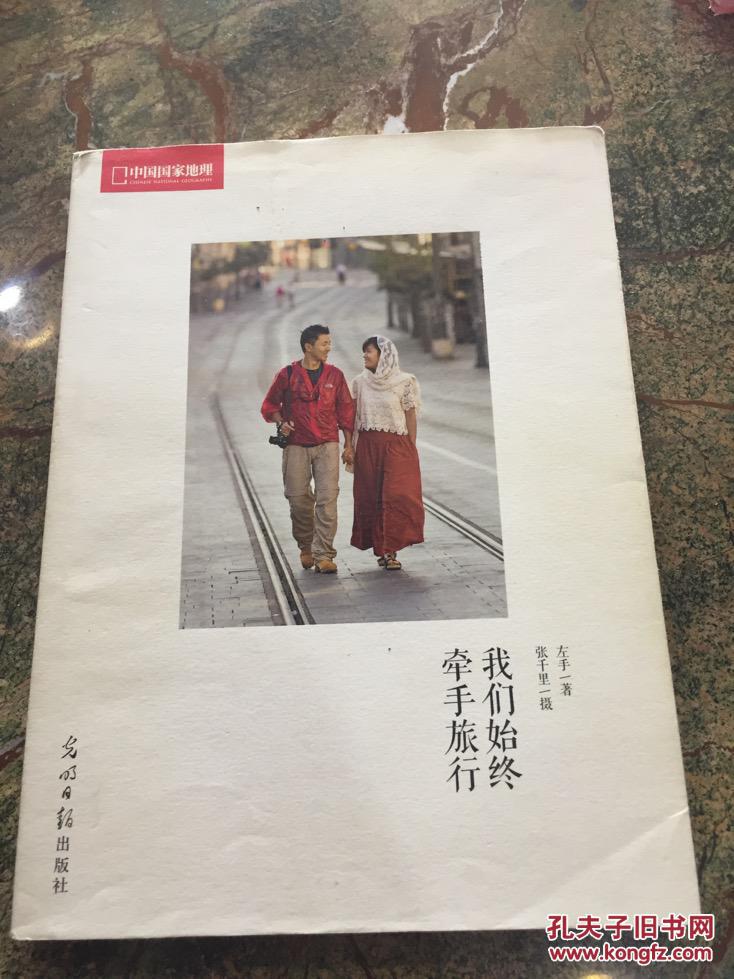 中国国家地理
CHINESE NATIONAL GEOGRAPHY
我们始终
牵手旅行
左手一著
张千里一摄
光明日报出版社
孔夫子旧书网
www.kongfz.com